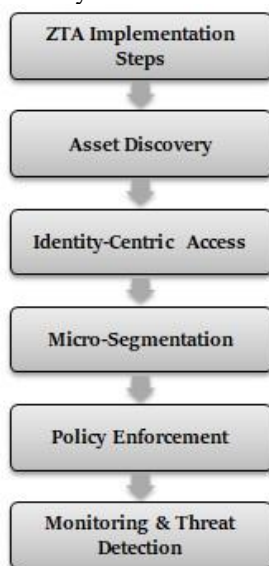 ZTA Implementation
Steps
Asset Discovery
Identity-Centric Access
Micro-Segmentation
Policy Enforcement
Monitoring & Threat
Detection